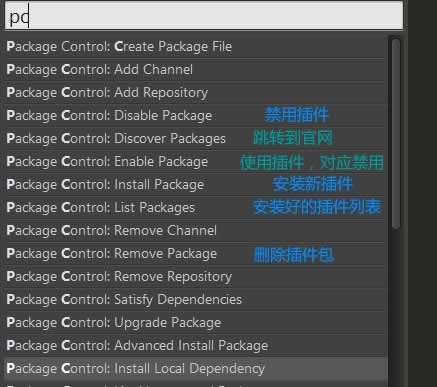 pc
Package Control: Create Package File
Package Control: Add Channel
Package Control: Add Repository
Package Control: Disable Package 禁用插件
Package Control: Discover Packages 跳转到官网
Package Control: Enable Package 使用插件，对应禁用
Package Control: Install Package 安装新插件
Package Control: List Packages 安装好的插件列表
Package Control: Remove Channel
Package Control: Remove Package 删除插件包
Package Control: Remove Repository
Package Control: Satisfy Dependencies
Package Control: Upgrade Package
Package Control: Advanced Install Package
Package Control: Install Local Dependency